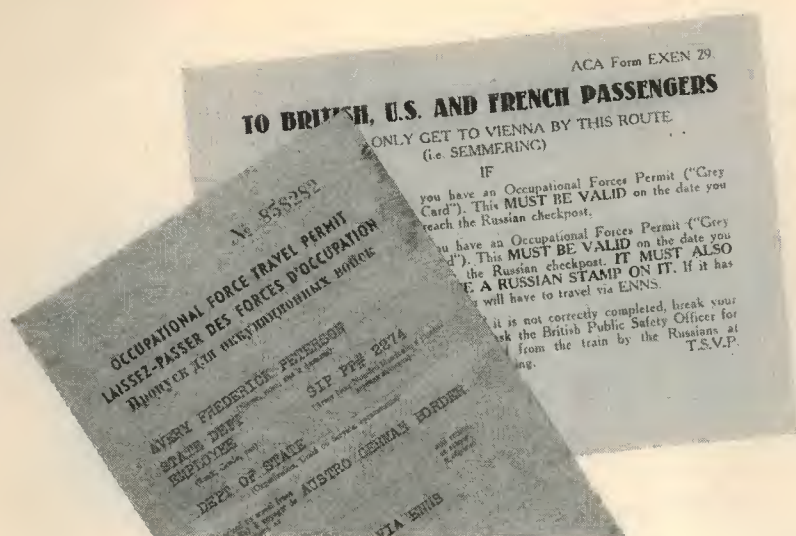 ACA Form EXEN 29.
TO BRITISH, U.S. AND FRENCH PASSENGERS
ONLY GET TO VIENNA BY THIS ROUTE
(i.e. SEMMERING)
IF
you have an Occupational Forces Permit ("Grey
Card"). This MUST BE VALID on the date you
reach the Russian checkpost.
you have an Occupational Forces Permit ("Grey
d"). This MUST BE VALID on the date you
the Russian checkpost. IT MUST ALSO
E A RUSSIAN STAMP ON IT. If it has
will have to travel via ENNS.
it is not correctly completed, break your
sk the British Public Safety Officer for
from the train by the Russians at
ng. T.S.V.P.
№ 858282
OCCUPATIONAL FORCE TRAVEL PERMIT
LAISSEZ-PASSER DES FORCES D'OCCUPATION
Пропуск для оккупационных войск
AVERY FREDERICK PETERSON
STATE DEPT SIP PP# 2274
EMPLOYEE
DEPT OF STATE
AUSTRO GERMAN BORDER
VIA ENNS